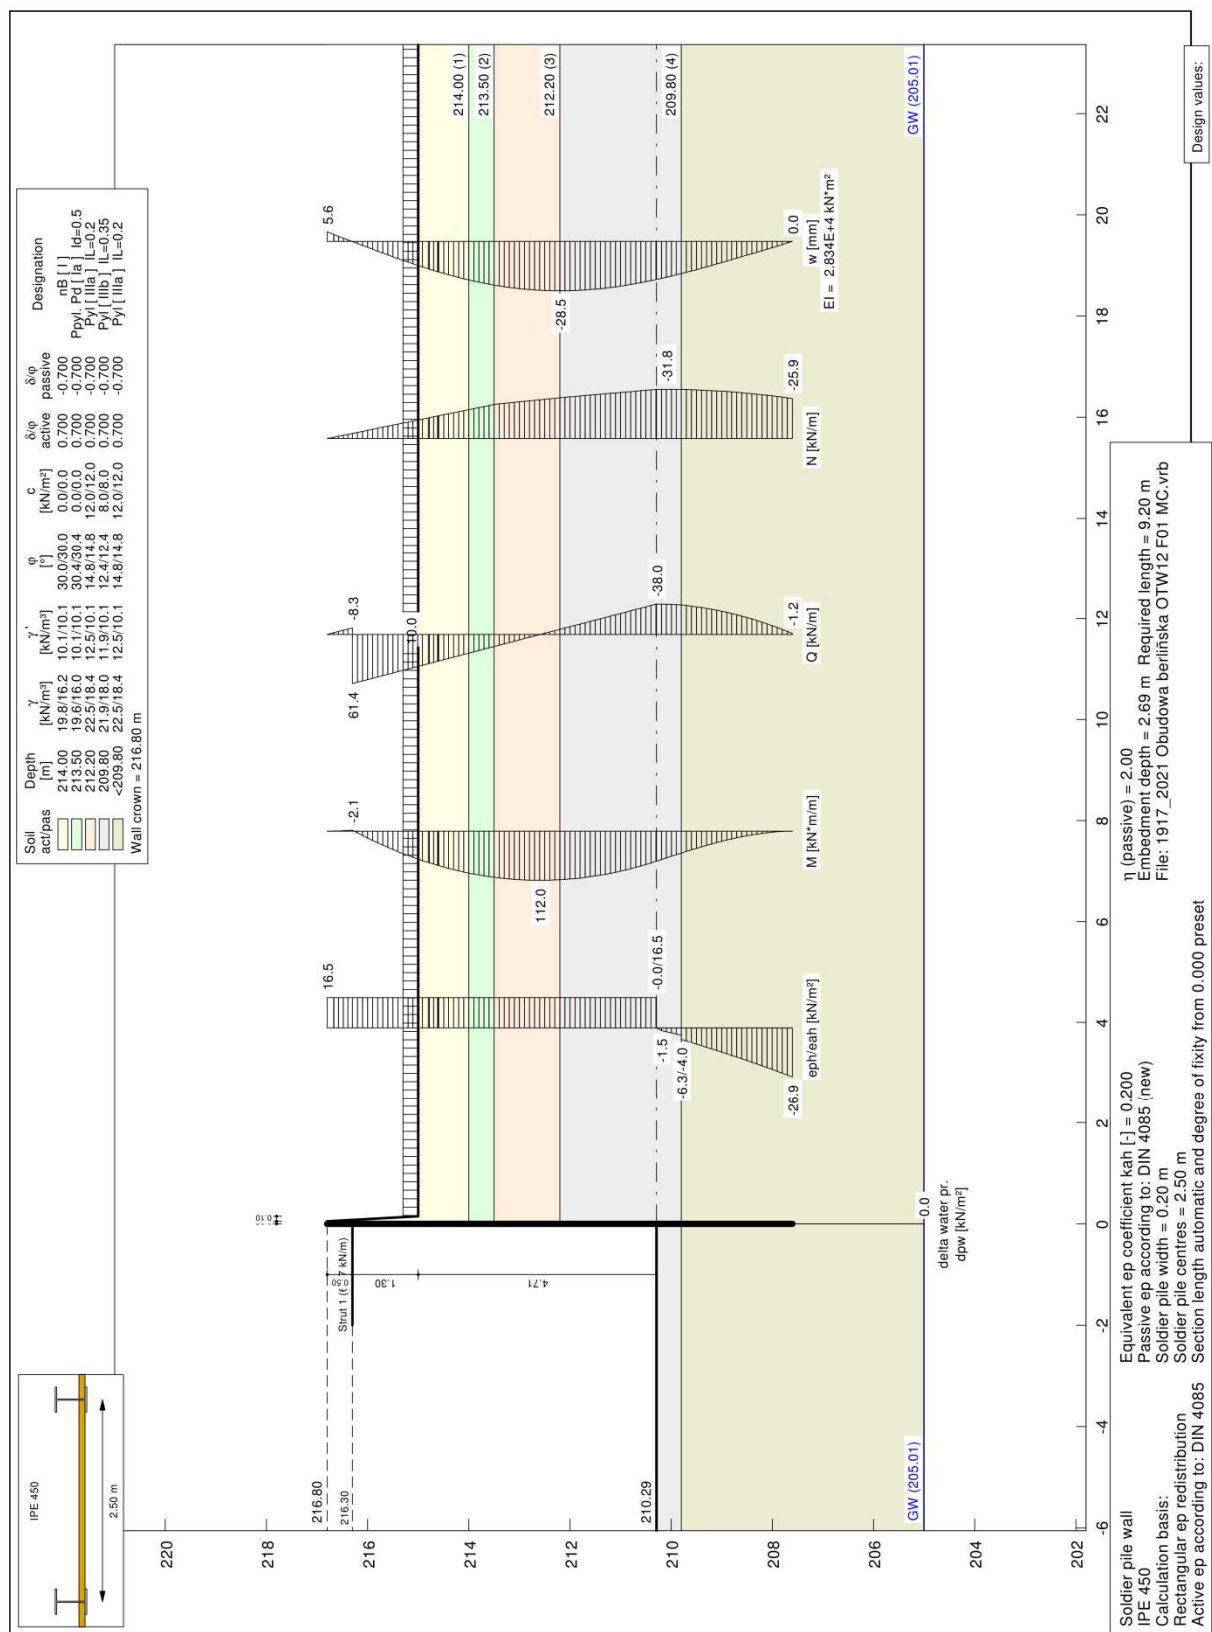 IPE 450
2.50 m
Soil
act/pas
Depth
[m]
γ
[kN/m³]
γ'
[kN/m³]
φ
[°]
c
[kN/m²]
δ/φ
active
δ/φ
passive
Designation
214.00 19.8/16.2 10.1/10.1 30.0/30.0 0.0/0.0 0.700 -0.700 nB [ I ]
213.50 19.6/16.0 10.1/10.1 30.4/30.4 0.0/0.0 0.700 -0.700 Ppyl. Pd [ Ia ] Id=0.5
212.20 22.5/18.4 12.5/10.1 14.8/14.8 12.0/12.0 0.700 -0.700 Pyl [ IIIa ] IL=0.2
209.80 21.9/18.0 11.9/10.1 12.4/12.4 8.0/8.0 0.700 -0.700 Pyl [ IIIb ] IL=0.35
<209.80 22.5/18.4 12.5/10.1 14.8/14.8 12.0/12.0 0.700 -0.700 Pyl [ IIIa ] IL=0.2
Wall crown = 216.80 m
220
218
216
214
212
210
208
206
204
202
-6
-4
-2
0
2
4
6
8
10
12
14
16
18
20
22
216.80
216.30
210.29
GW (205.01)
Strut 1
kN/m)
0.50
1.30
4.71
0.10
delta water pr.
dpw [kN/m²]
0.0
16.5
-0.0/16.5
-1.5
-6.3/-4.0
-26.9
eph/eah [kN/m²]
-2.1
112.0
M [kN*m/m]
-8.3
61.4
10.0
-38.0
-1.2
Q [kN/m]
-31.8
-25.9
N [kN/m]
5.6
-28.5
0.0
w [mm]
EI = 2.834E+4 kN*m²
214.00 (1)
213.50 (2)
212.20 (3)
209.80 (4)
GW (205.01)
Soldier pile wall
IPE 450
Calculation basis:
Rectangular ep redistribution
Active ep according to: DIN 4085
Equivalent ep coefficient kah [-] = 0.200
Passive ep according to: DIN 4085 (new)
Soldier pile width = 0.20 m
Soldier pile centres = 2.50 m
Section length automatic and degree of fixity from 0.000 preset
η (passive) = 2.00
Embedment depth = 2.69 m Required length = 9.20 m
File: 1917_2021 Obudowa berlińska OTW12 F01 MC.vrb
Design values: